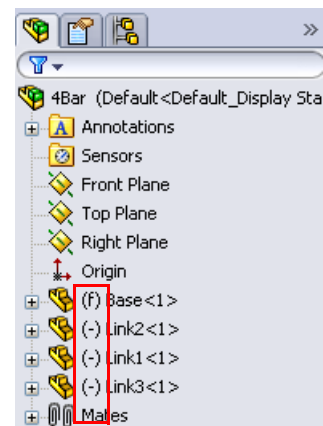 »
4Bar (Default<Default_Display Sta
A Annotations
Sensors
Front Plane
Top Plane
Right Plane
Origin
(f) Base<1>
(-) Link2<1>
(-) Link1<1>
(-) Link3<1>
Mates